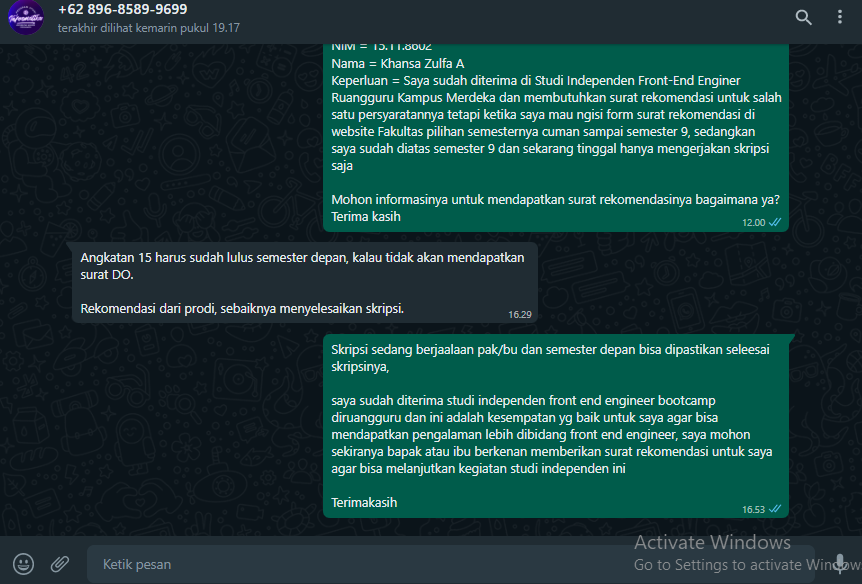 +62 896-8589-9699
terakhir dilihat kemarin pukul 19.17
NIM = 15.11.8602
Nama = Khansa Zulfa A
Keperluan = Saya sudah diterima di Studi Independen Front-End Enginer
Ruangguru Kampus Merdeka dan membutuhkan surat rekomendasi untuk salah
satu persyaratannya tetapi ketika saya mau ngisi form surat rekomendasi di
website Fakultas pilihan semesternya cuman sampai semester 9, sedangkan
saya sudah diatas semester 9 dan sekarang tinggal hanya mengerjakan skripsi
saja
Mohon informasinya untuk mendapatkan surat rekomendasinya bagaimana ya?
Terima kasih
12.00
Angkatan 15 harus sudah lulus semester depan, kalau tidak akan mendapatkan
surat DO.
Rekomendasi dari prodi, sebaiknya menyelesaikan skripsi.
16.29
Skripsi sedang berjaalaan pak/bu dan semester depan bisa dipastikan seleesai
skripsinya,
saya sudah diterima studi independen front end engineer bootcamp
diruangguru dan ini adalah kesempatan yg baik untuk saya agar bisa
mendapatkan pengalaman lebih dibidang front end engineer, saya mohon
sekiranya bapak atau ibu berkenan memberikan surat rekomendasi untuk saya
agar bisa melanjutkan kegiatan studi independen ini
Terimakasih
16.53
Ketik pesan
Activate Windows
Go to Settings to activate Windows